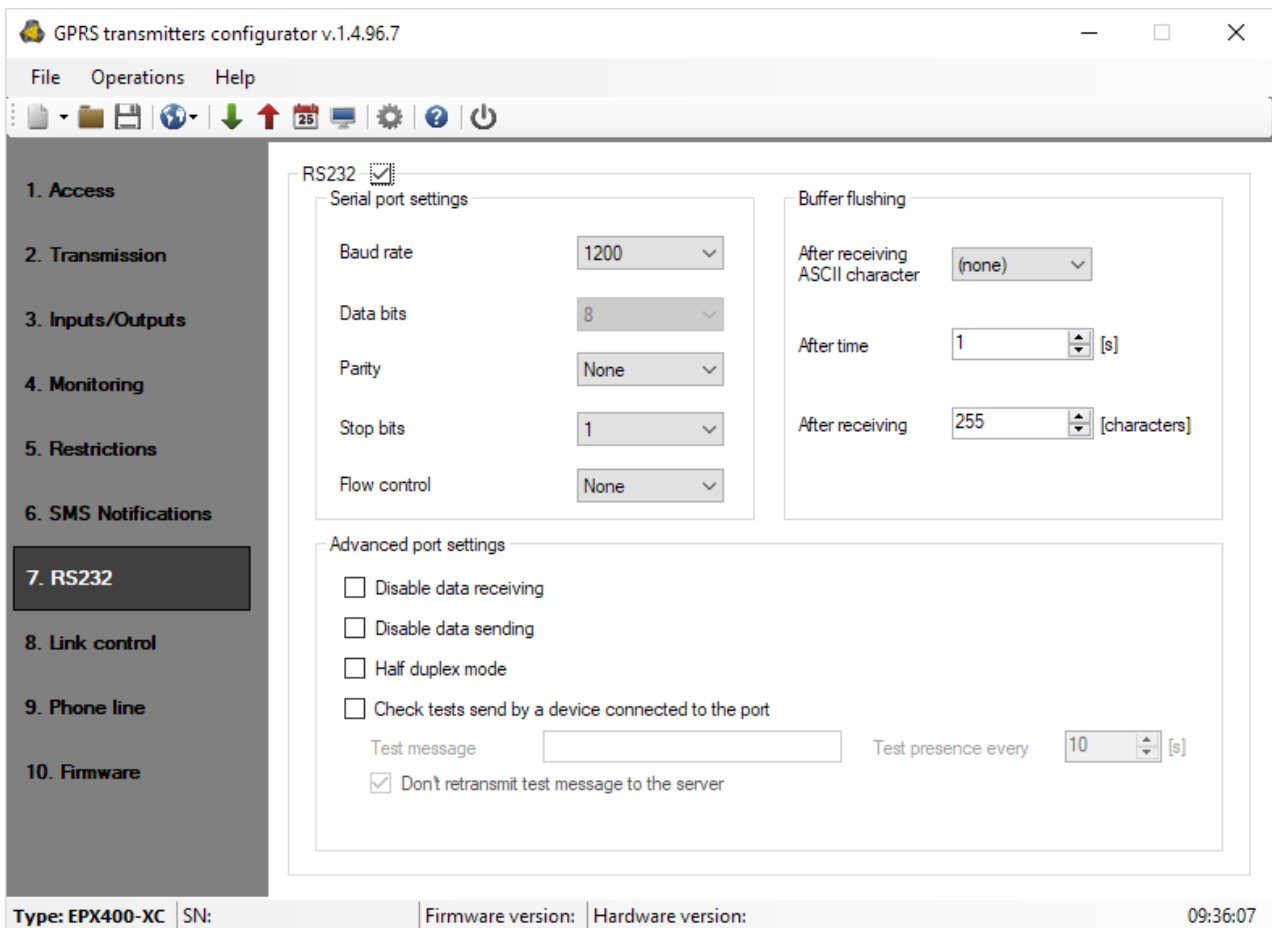 GPRS transmitters configurator v.1.4.96.7
File Operations Help
25
1. Access
2. Transmission
3. Inputs/Outputs
4. Monitoring
5. Restrictions
6. SMS Notifications
7. RS232
8. Link control
9. Phone line
10. Firmware
RS232
Serial port settings
Baud rate 1200
Data bits 8
Parity None
Stop bits 1
Flow control None
Buffer flushing
After receiving
ASCII character (none)
After time 1 [s]
After receiving 255 [characters]
Advanced port settings
Disable data receiving
Disable data sending
Half duplex mode
Check tests send by a device connected to the port
Test message Test presence every 10 [s]
Don't retransmit test message to the server
Type: EPX400-XC SN: Firmware version: Hardware version: 09:36:07